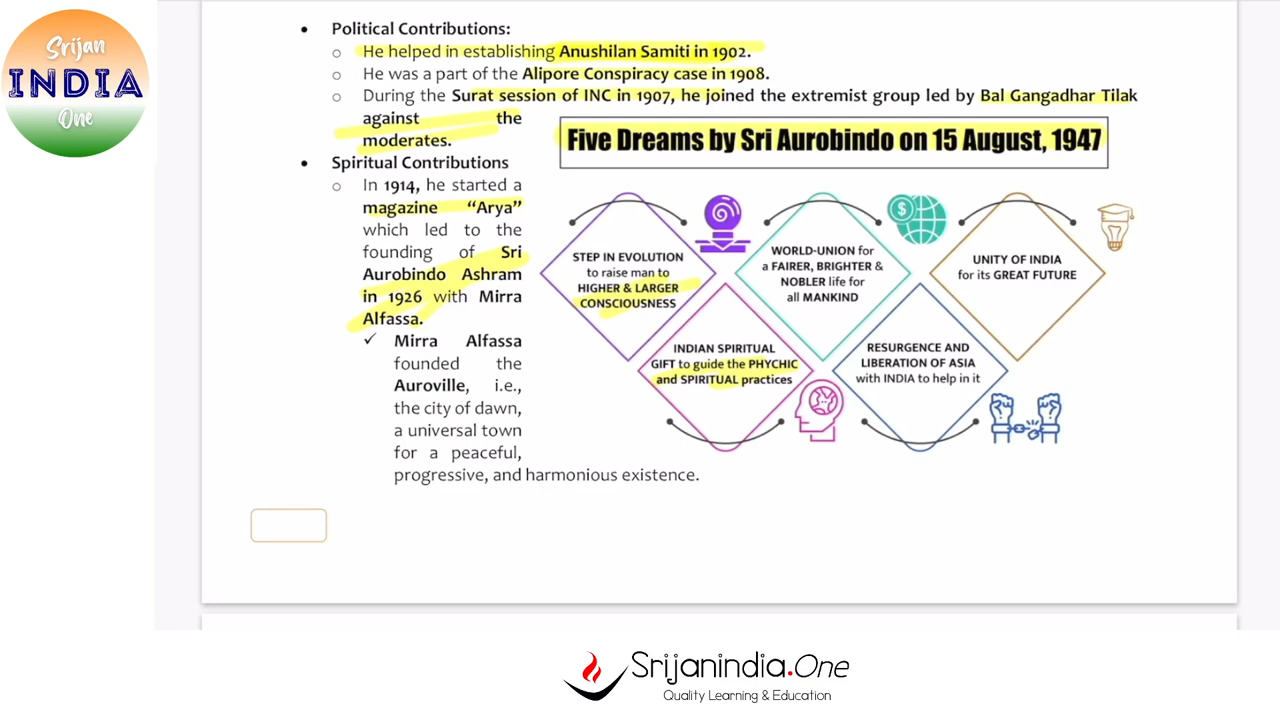 Srijan
INDIA
One
• Political Contributions:
o He helped in establishing Anushilan Samiti in 1902.
o He was a part of the Alipore Conspiracy case in 1908.
o During the Surat session of INC in 1907, he joined the extremist group led by Bal Gangadhar Tilak
against the
moderates.
• Spiritual Contributions
o In 1914, he started a
magazine “Arya”
which led to the
founding of Sri
Aurobindo Ashram
in 1926 with Mirra
Alfassa.
✓ Mirra Alfassa
founded the
Auroville, i.e.,
the city of dawn,
a universal town
for a peaceful,
progressive, and harmonious existence.
Five Dreams by Sri Aurobindo on 15 August, 1947
STEP IN EVOLUTION
to raise man to
HIGHER & LARGER
CONSCIOUSNESS
WORLD-UNION for
a FAIRER, BRIGHTER &
NOBLER life for
all MANKIND
UNITY OF INDIA
for its GREAT FUTURE
INDIAN SPIRITUAL
GIFT to guide the PHYCHIC
and SPIRITUAL practices
RESURGENCE AND
LIBERATION OF ASIA
with INDIA to help in it
Srijanindia.One
Quality Learning & Education